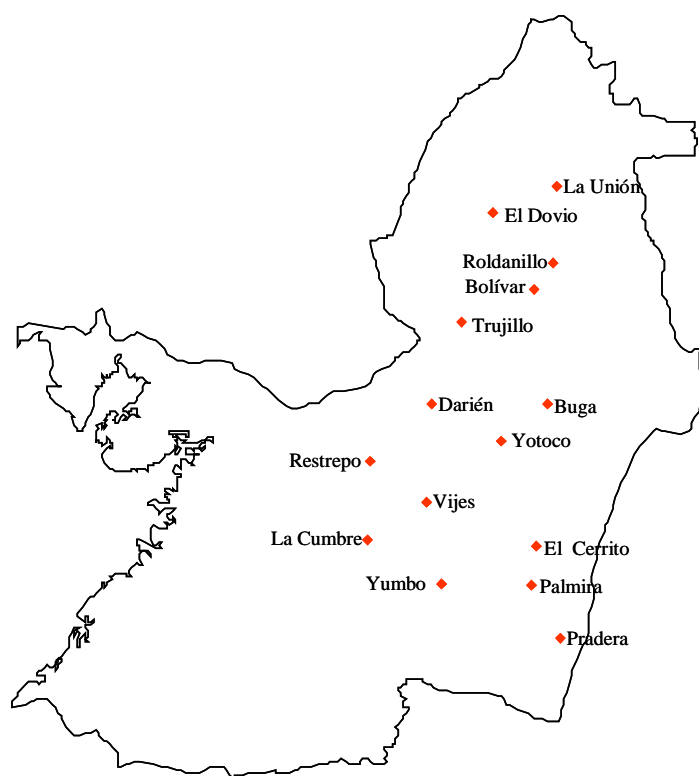 La Unión
El Dovio
Roldanillo
Bolívar
Trujillo
Darién
Buga
Yotoco
Restrepo
Vijes
La Cumbre
El Cerrito
Yumbo
Palmira
Pradera